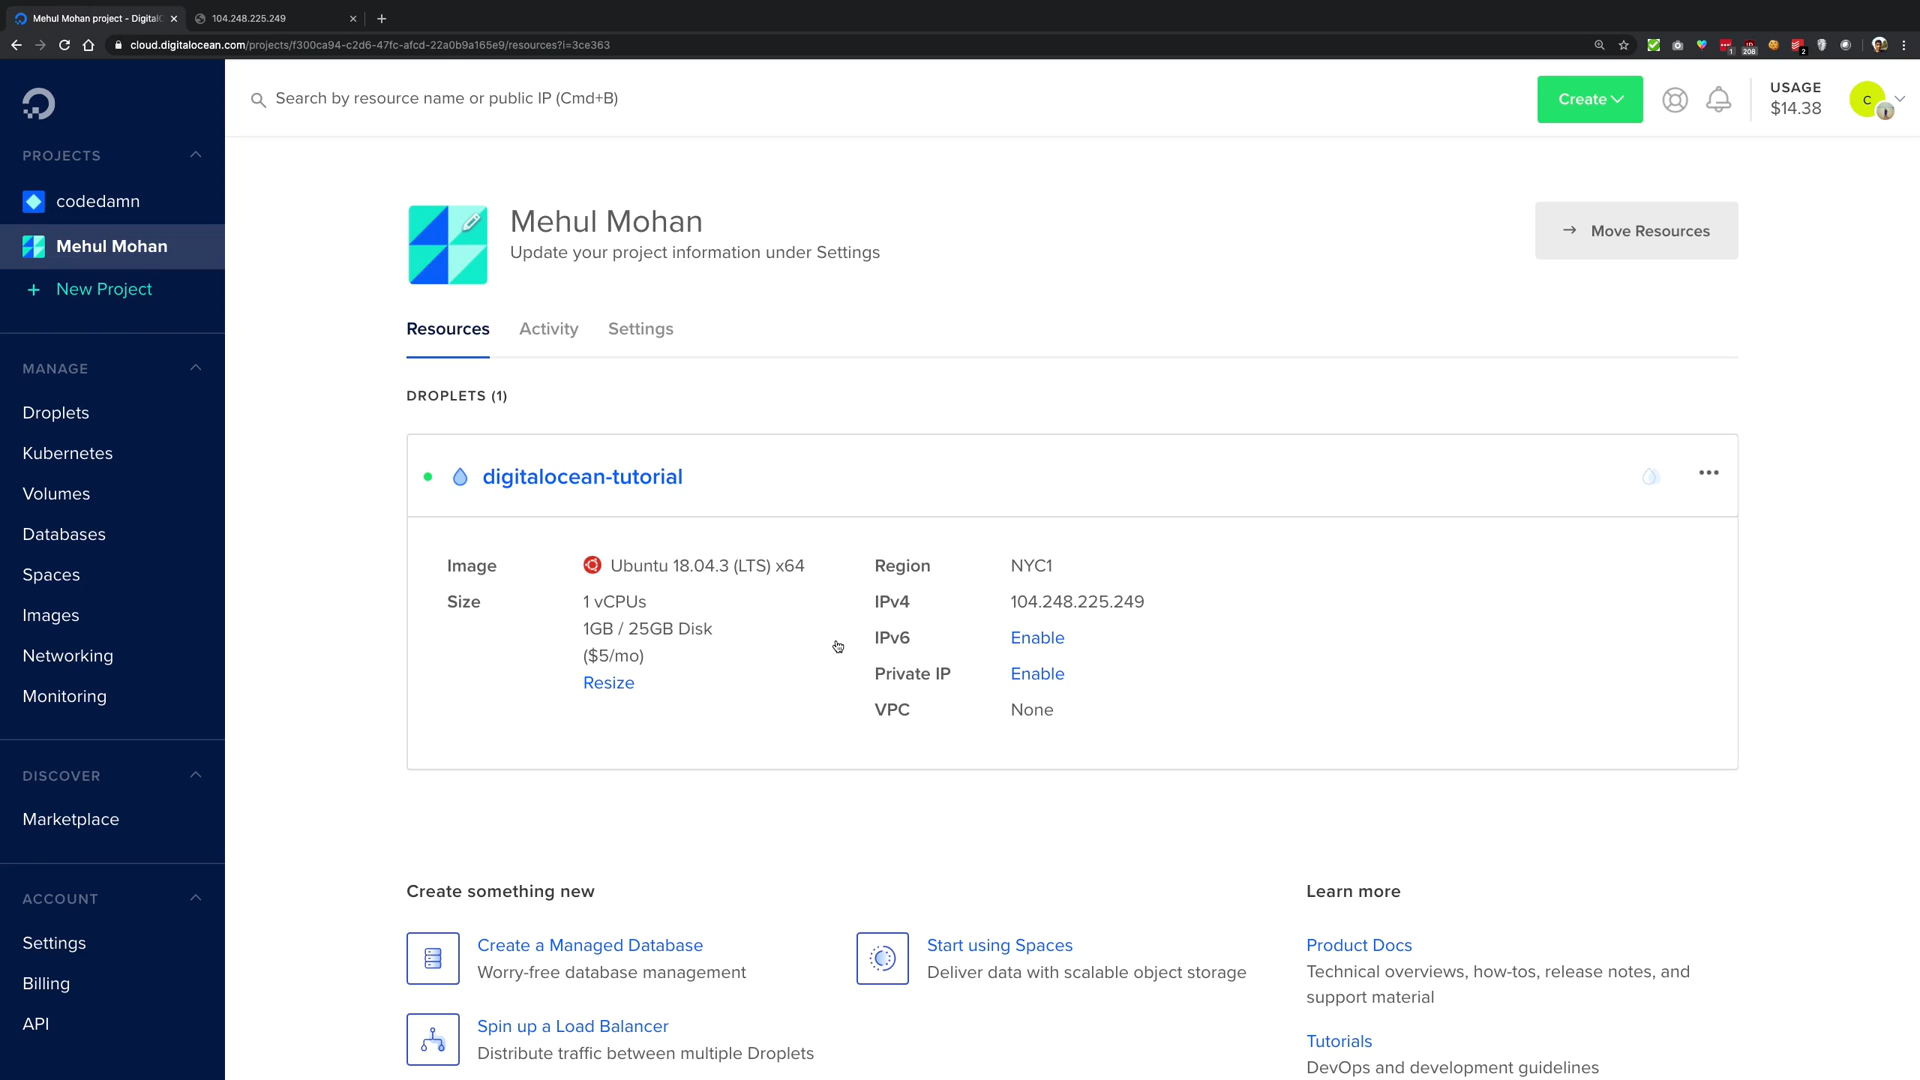 Mehul Mohan project - DigitalO
104.248.225.249
cloud.digitalocean.com/projects/f300ca94-c2d6-47fc-afcd-22a0b9a165e9/resources?i=3ce363
1
208
2
Search by resource name or public IP (Cmd+B)
Create
USAGE
$14.38
C
PROJECTS
codedamn
Mehul Mohan
+ New Project
MANAGE
Droplets
Kubernetes
Volumes
Databases
Spaces
Images
Networking
Monitoring
DISCOVER
Marketplace
ACCOUNT
Settings
Billing
API
Mehul Mohan
Update your project information under Settings
→ Move Resources
Resources
Activity
Settings
DROPLETS (1)
digitalocean-tutorial
Image
Ubuntu 18.04.3 (LTS) x64
Size
1 vCPUs
1GB / 25GB Disk
($5/mo)
Resize
Region
NYC1
IPv4
104.248.225.249
IPv6
Enable
Private IP
Enable
VPC
None
Create something new
Create a Managed Database
Worry-free database management
Spin up a Load Balancer
Distribute traffic between multiple Droplets
Start using Spaces
Deliver data with scalable object storage
Learn more
Product Docs
Technical overviews, how-tos, release notes, and
support material
Tutorials
DevOps and development guidelines